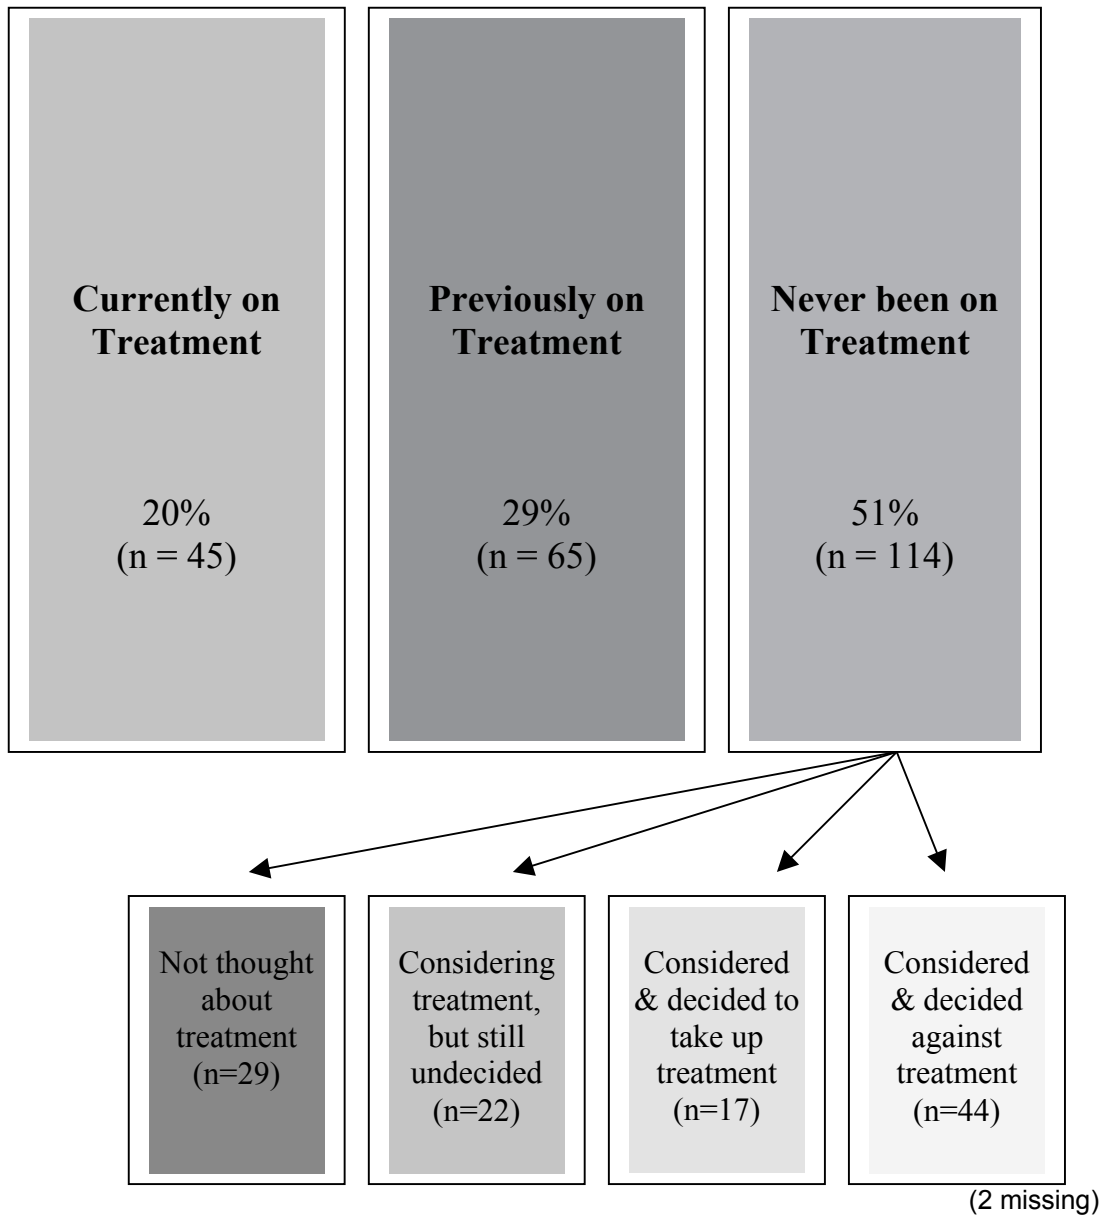 Currently on
Treatment
20%
(n = 45)
Previously on
Treatment
29%
(n = 65)
Never been on
Treatment
51%
(n = 114)
Not thought
about
treatment
(n=29)
Considering
treatment,
but still
undecided
(n=22)
Considered
& decided to
take up
treatment
(n=17)
Considered
& decided
against
treatment
(n=44)
(2 missing)